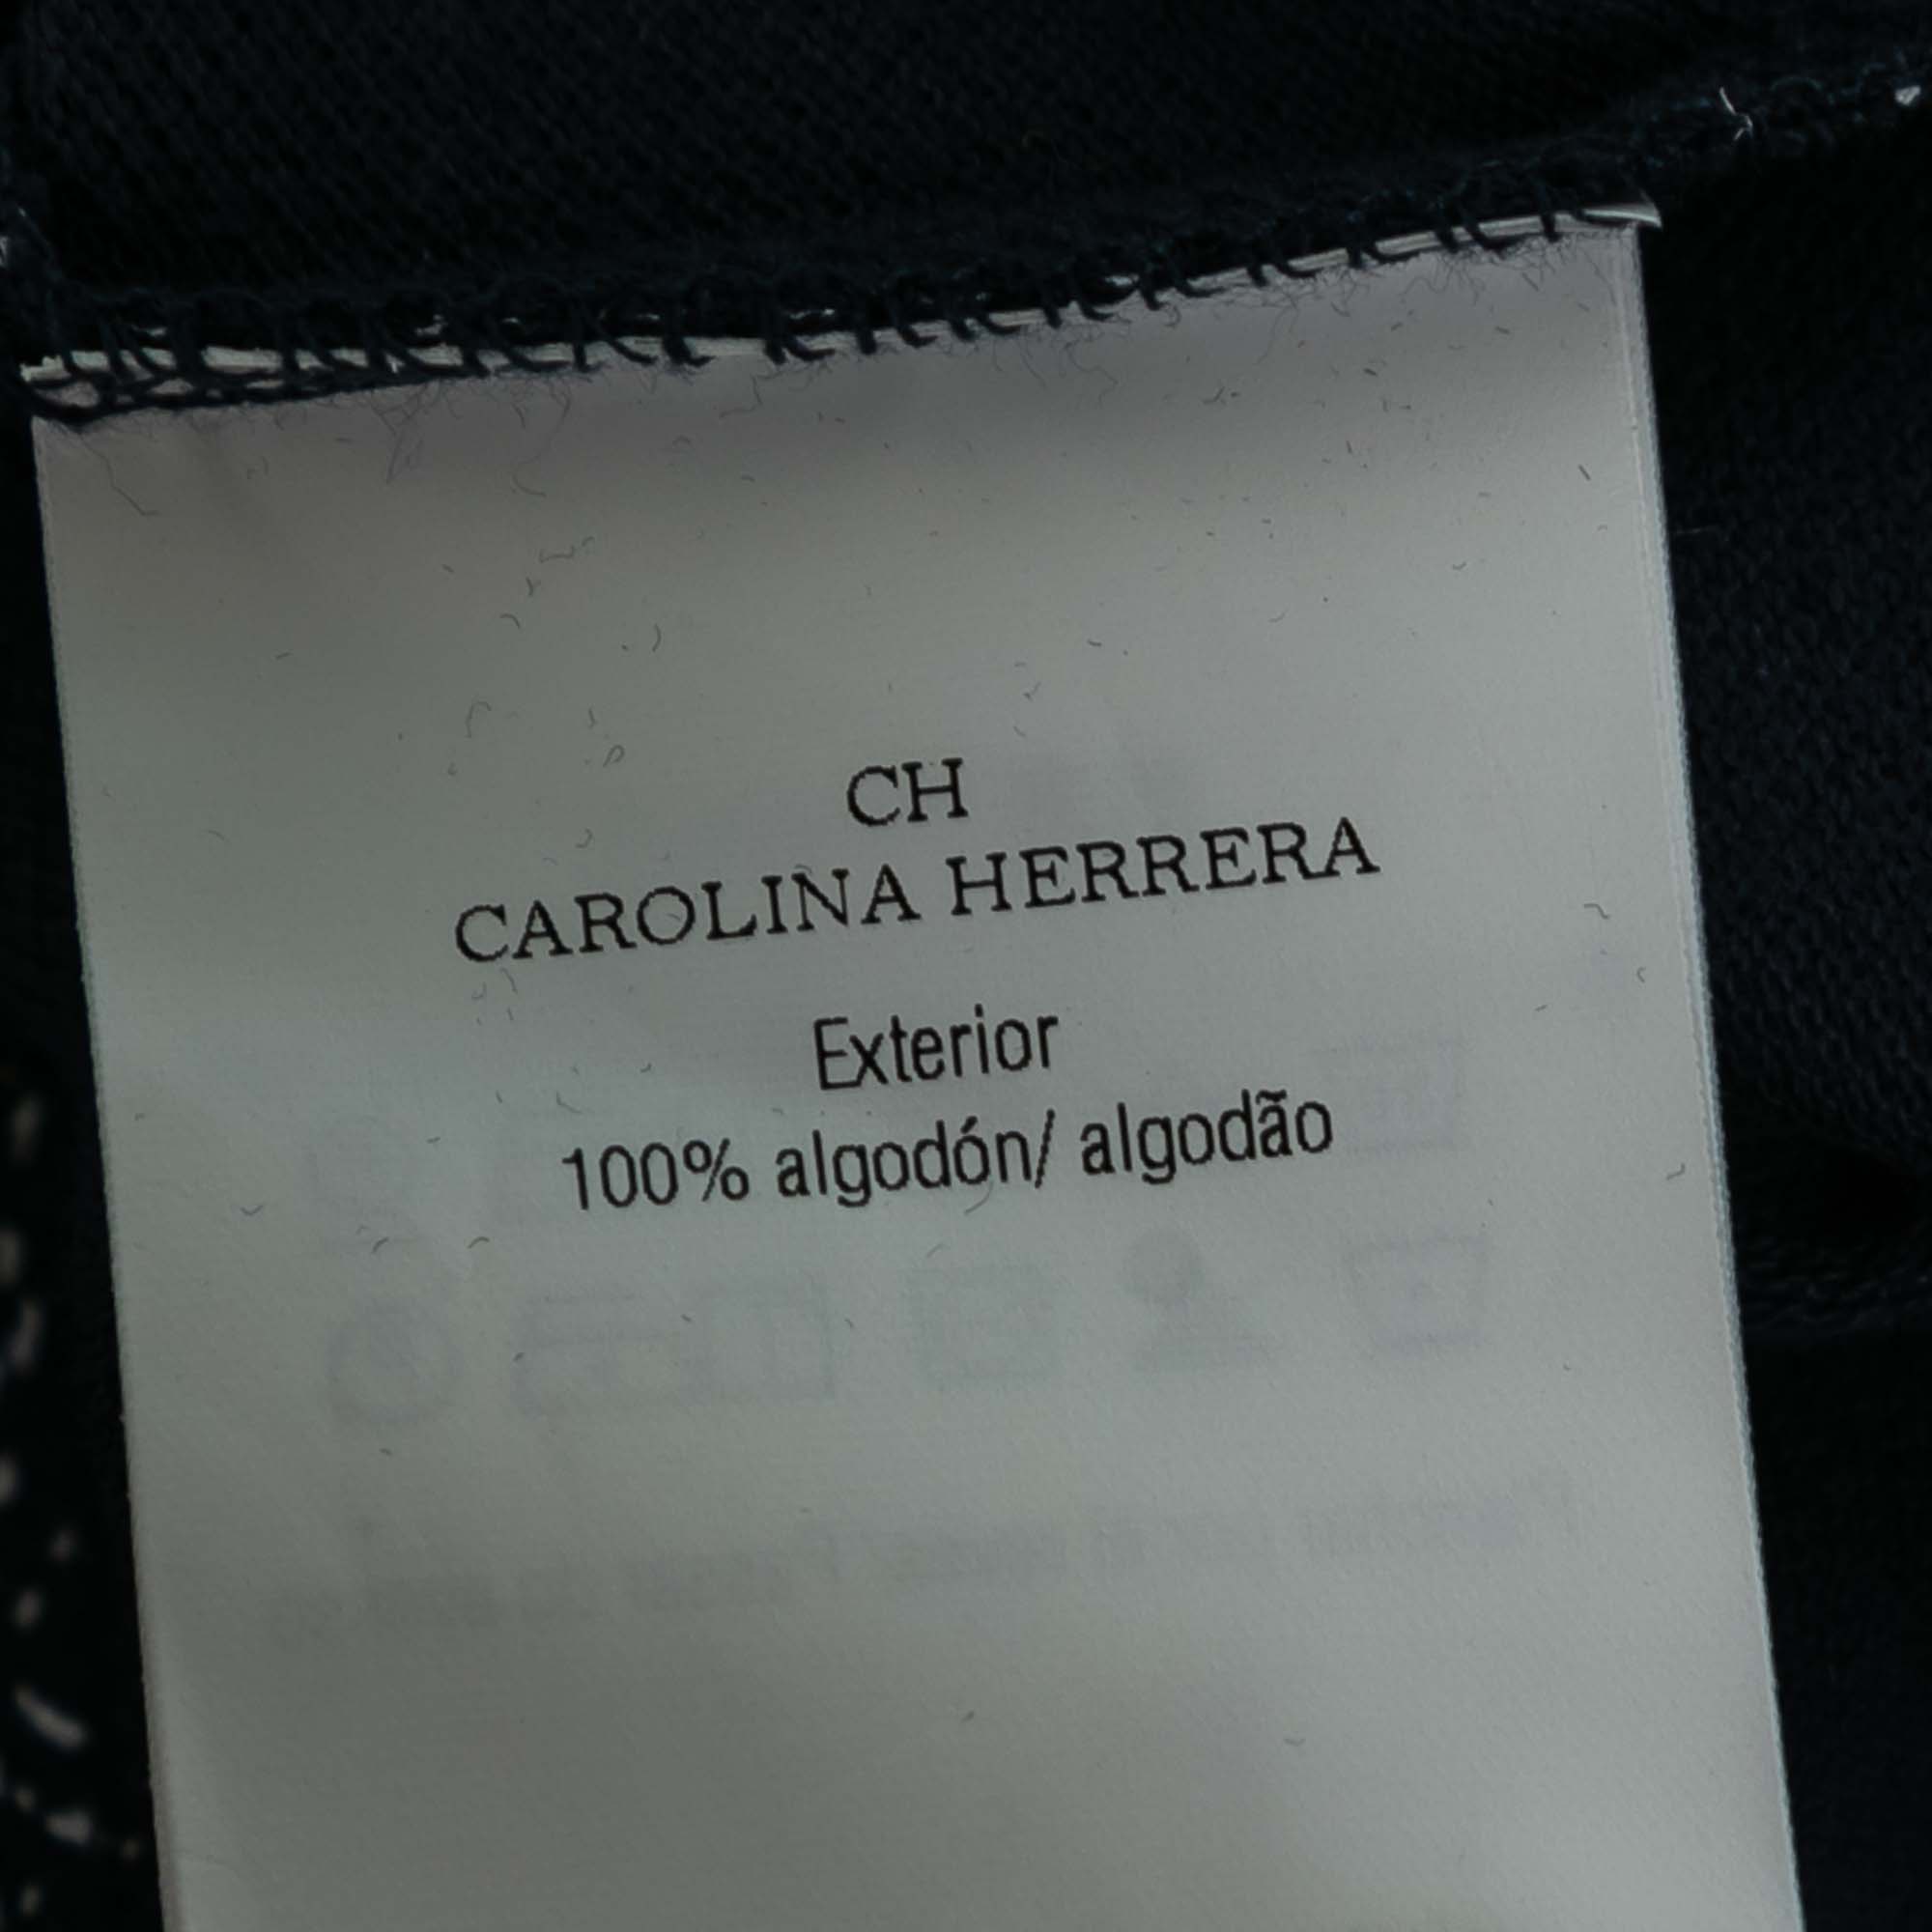 CH
CAROLINA HERRERA
Exterior
100% algodón/ algodão